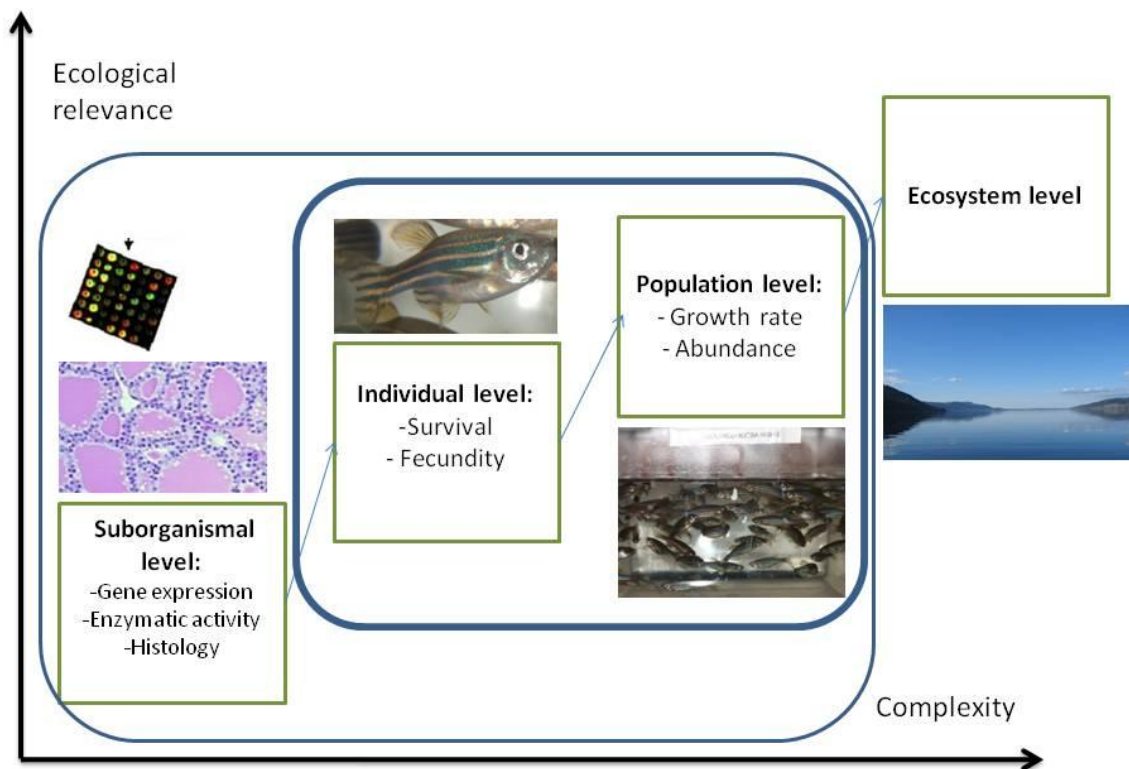 Ecological
relevance
Ecosystem level
Population level:
- Growth rate
- Abundance
Individual level:
-Survival
- Fecundity
Suborganismal
level:
-Gene expression
-Enzymatic activity
-Histology
Complexity